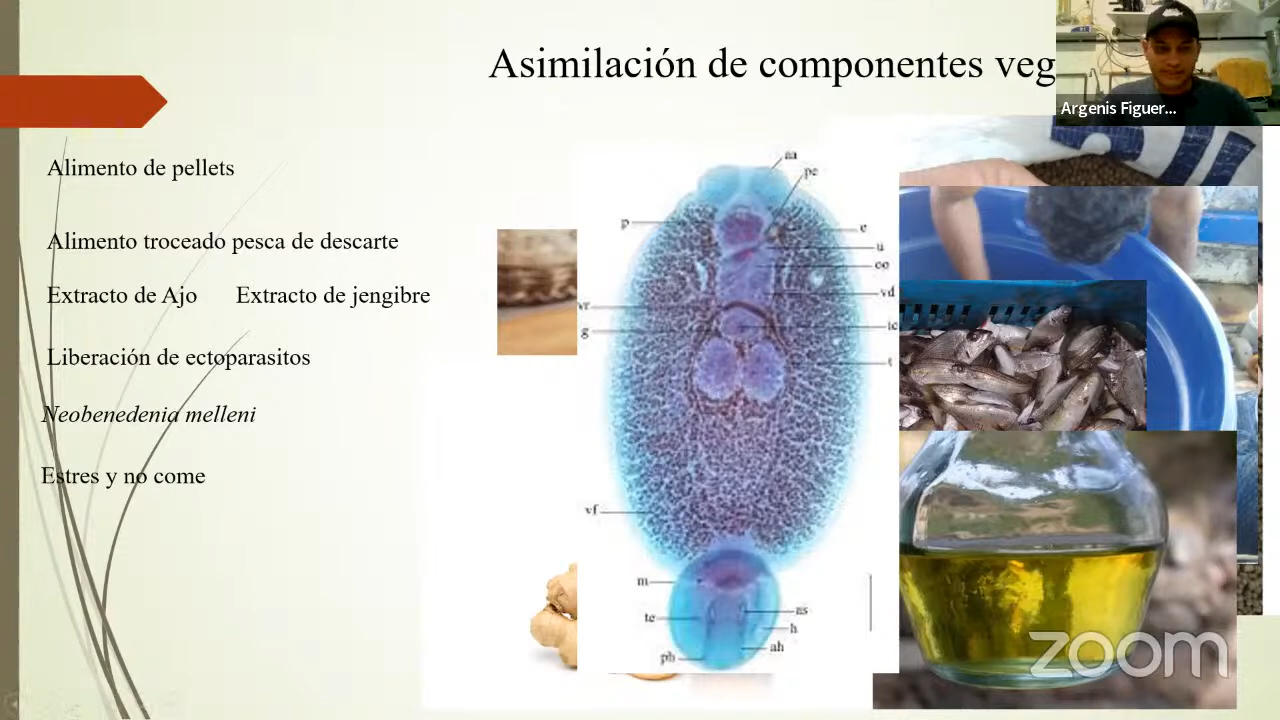 Asimilación de componentes veg
Argenis Figuer...
Alimento de pellets
Alimento troceado pesca de descarte
Extracto de Ajo Extracto de jengibre
Liberación de ectoparasitos
Neobenedenia melleni
Estres y no come
aa
pe
p
e
u
oo
vd
vr
ic
g
t
vf
m
te
as
h
ah
ph
zoom